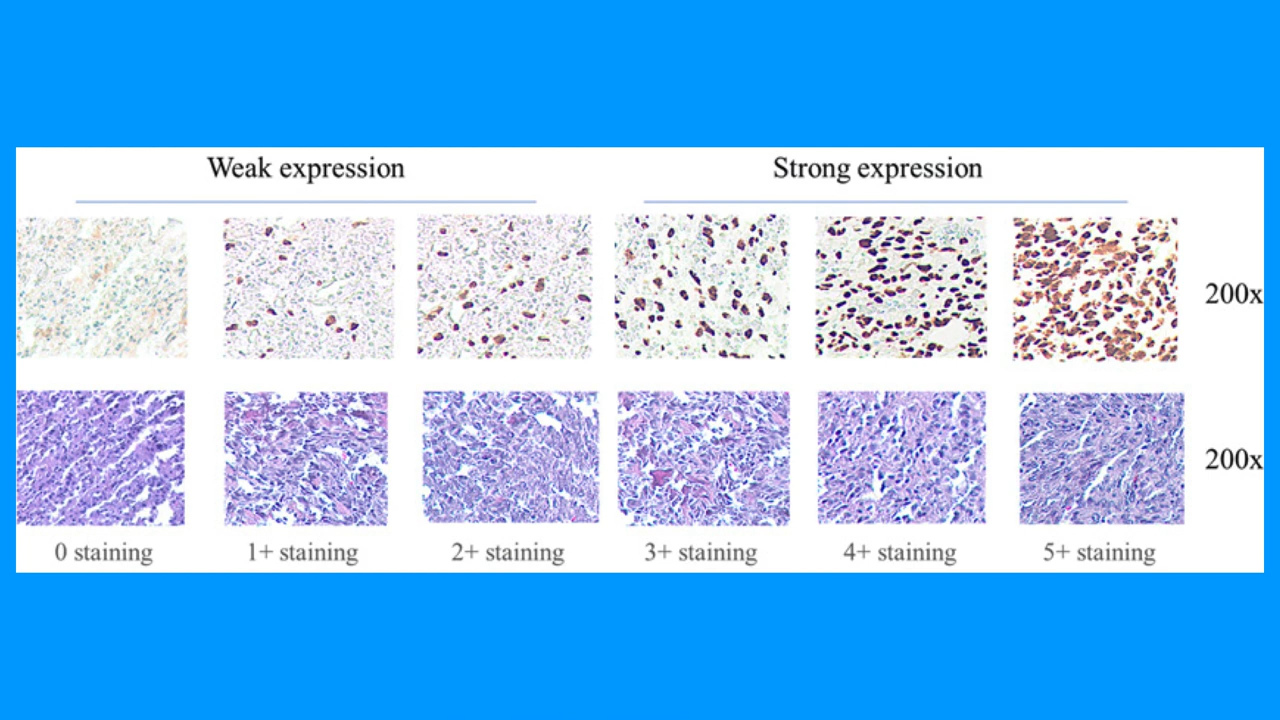 Weak expression
Strong expression
200x
200x
0 staining
1+ staining
2+ staining
3+ staining
4+ staining
5+ staining